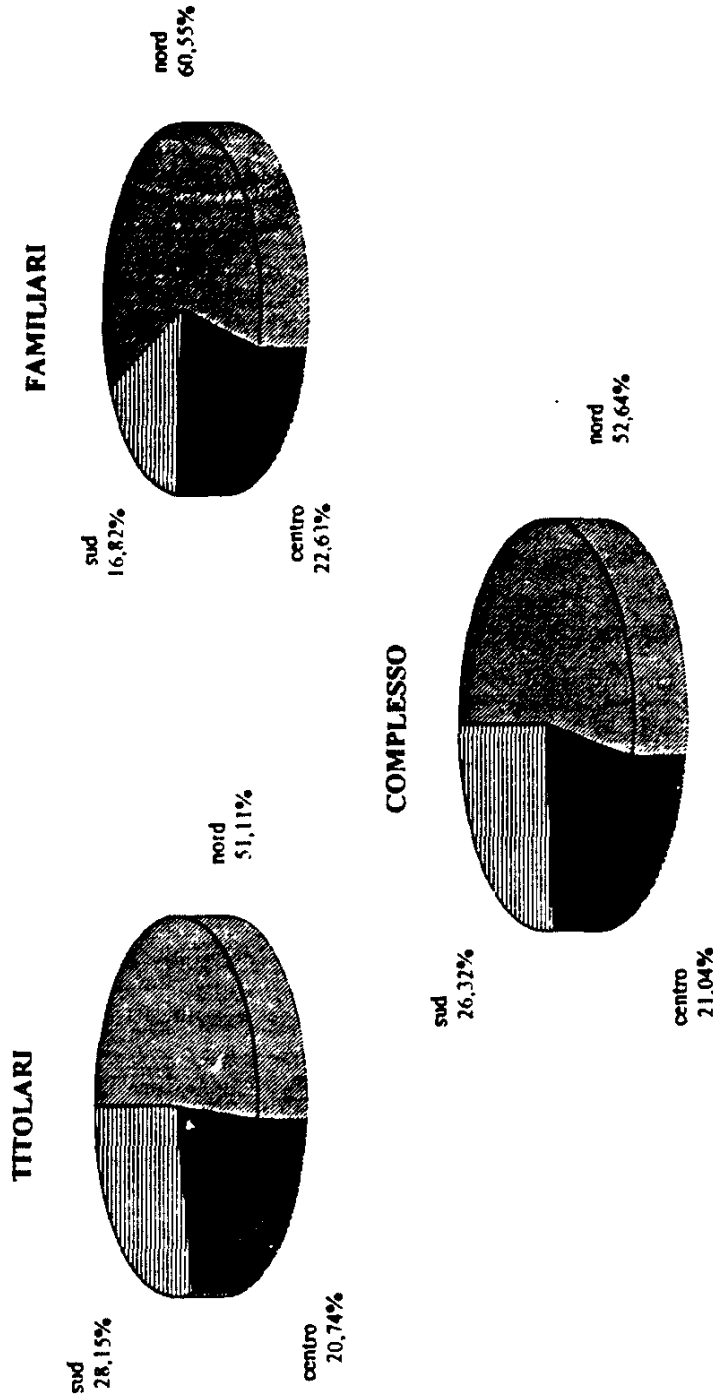 TITOLARI
sud
28,15%
nord
51,11%
centro
20,74%
FAMILIARI
sud
16,82%
nord
60,55%
centro
22,63%
COMPLESSO
sud
26,32%
nord
52,64%
centro
21,04%